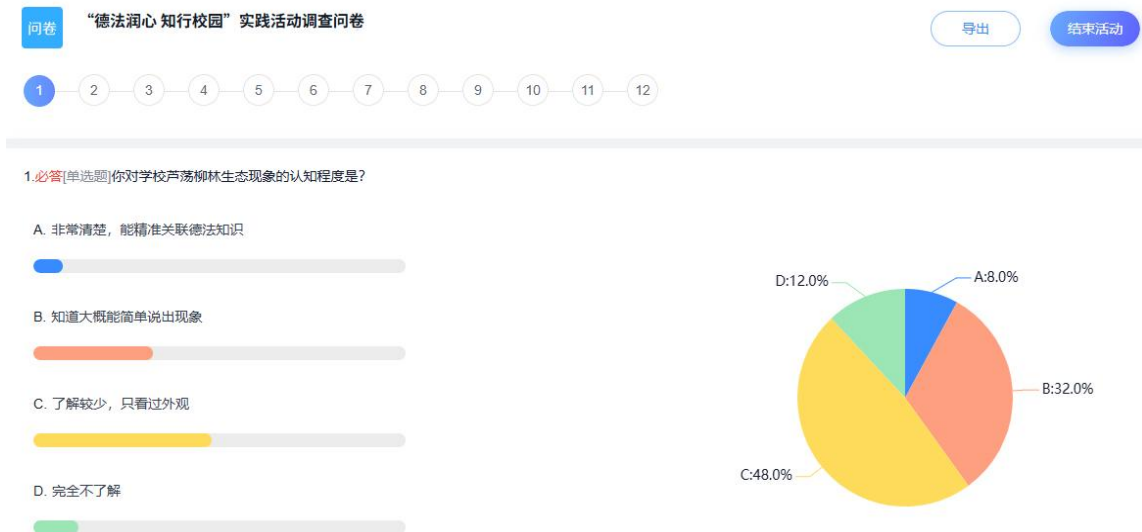 问卷
“德法润心 知行校园”实践活动调查问卷
导出
结束活动
1 2 3 4 5 6 7 8 9 10 11 12
1.必答[单选题]你对学校芦荡柳林生态现象的认知程度是?
A. 非常清楚，能精准关联德法知识
B. 知道大概能简单说出现象
C. 了解较少，只看过外观
D. 完全不了解
D:12.0%
A:8.0%
B:32.0%
C:48.0%